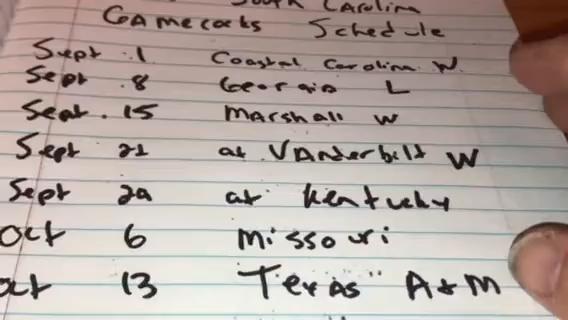 South Carolina
Gamecocks Schedule
Sept. 1 Coastal Carolina W
Sept. 8 Georgia L
Sept. 15 Marshall W
Sept 22 at Vanderbilt W
Sept 29 at Kentucky
Oct 6 Missouri
Oct 13 Texas A+M